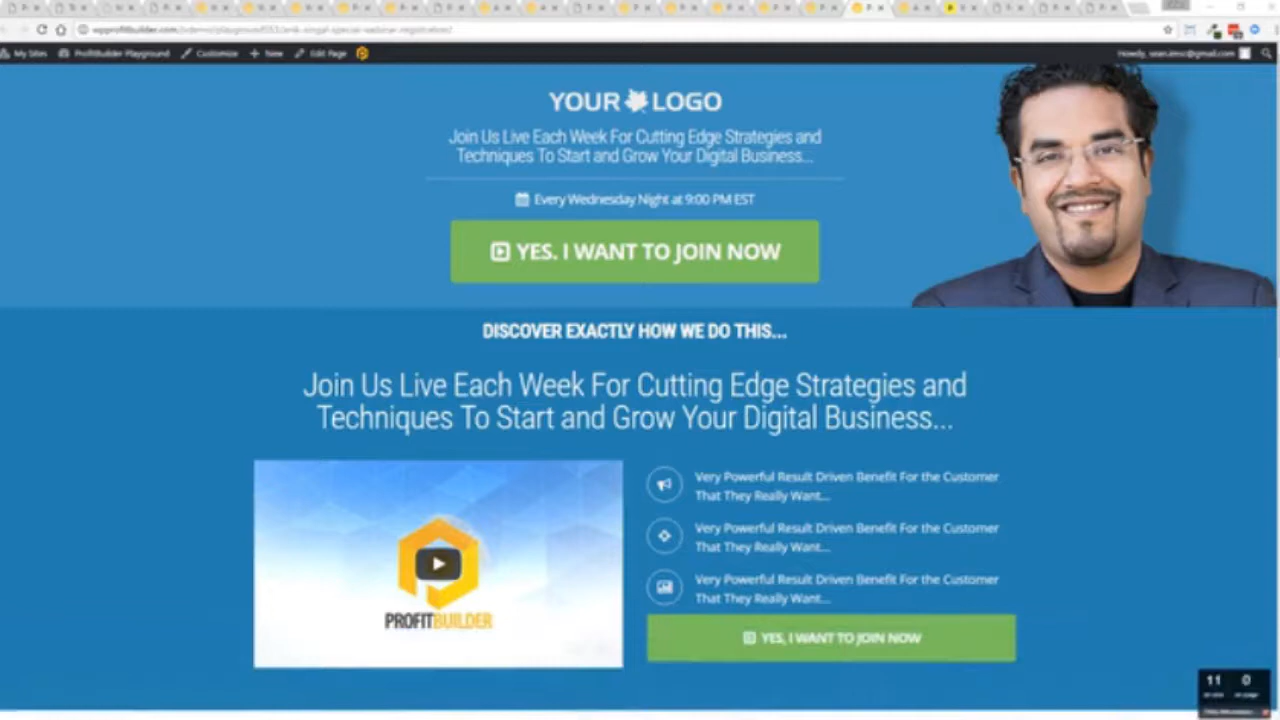 My Sites ProfitBuilder Playground Customize + New Edit Page
YOUR LOGO
Join Us Live Each Week For Cutting Edge Strategies and
Techniques To Start and Grow Your Digital Business...
Every Wednesday Night at 9:00 PM EST
YES. I WANT TO JOIN NOW
DISCOVER EXACTLY HOW WE DO THIS...
Join Us Live Each Week For Cutting Edge Strategies and
Techniques To Start and Grow Your Digital Business...
Very Powerful Result Driven Benefit For the Customer
That They Really Want...
Very Powerful Result Driven Benefit For the Customer
That They Really Want...
Very Powerful Result Driven Benefit For the Customer
That They Really Want...
PROFITBUILDER
YES, I WANT TO JOIN NOW
11 0